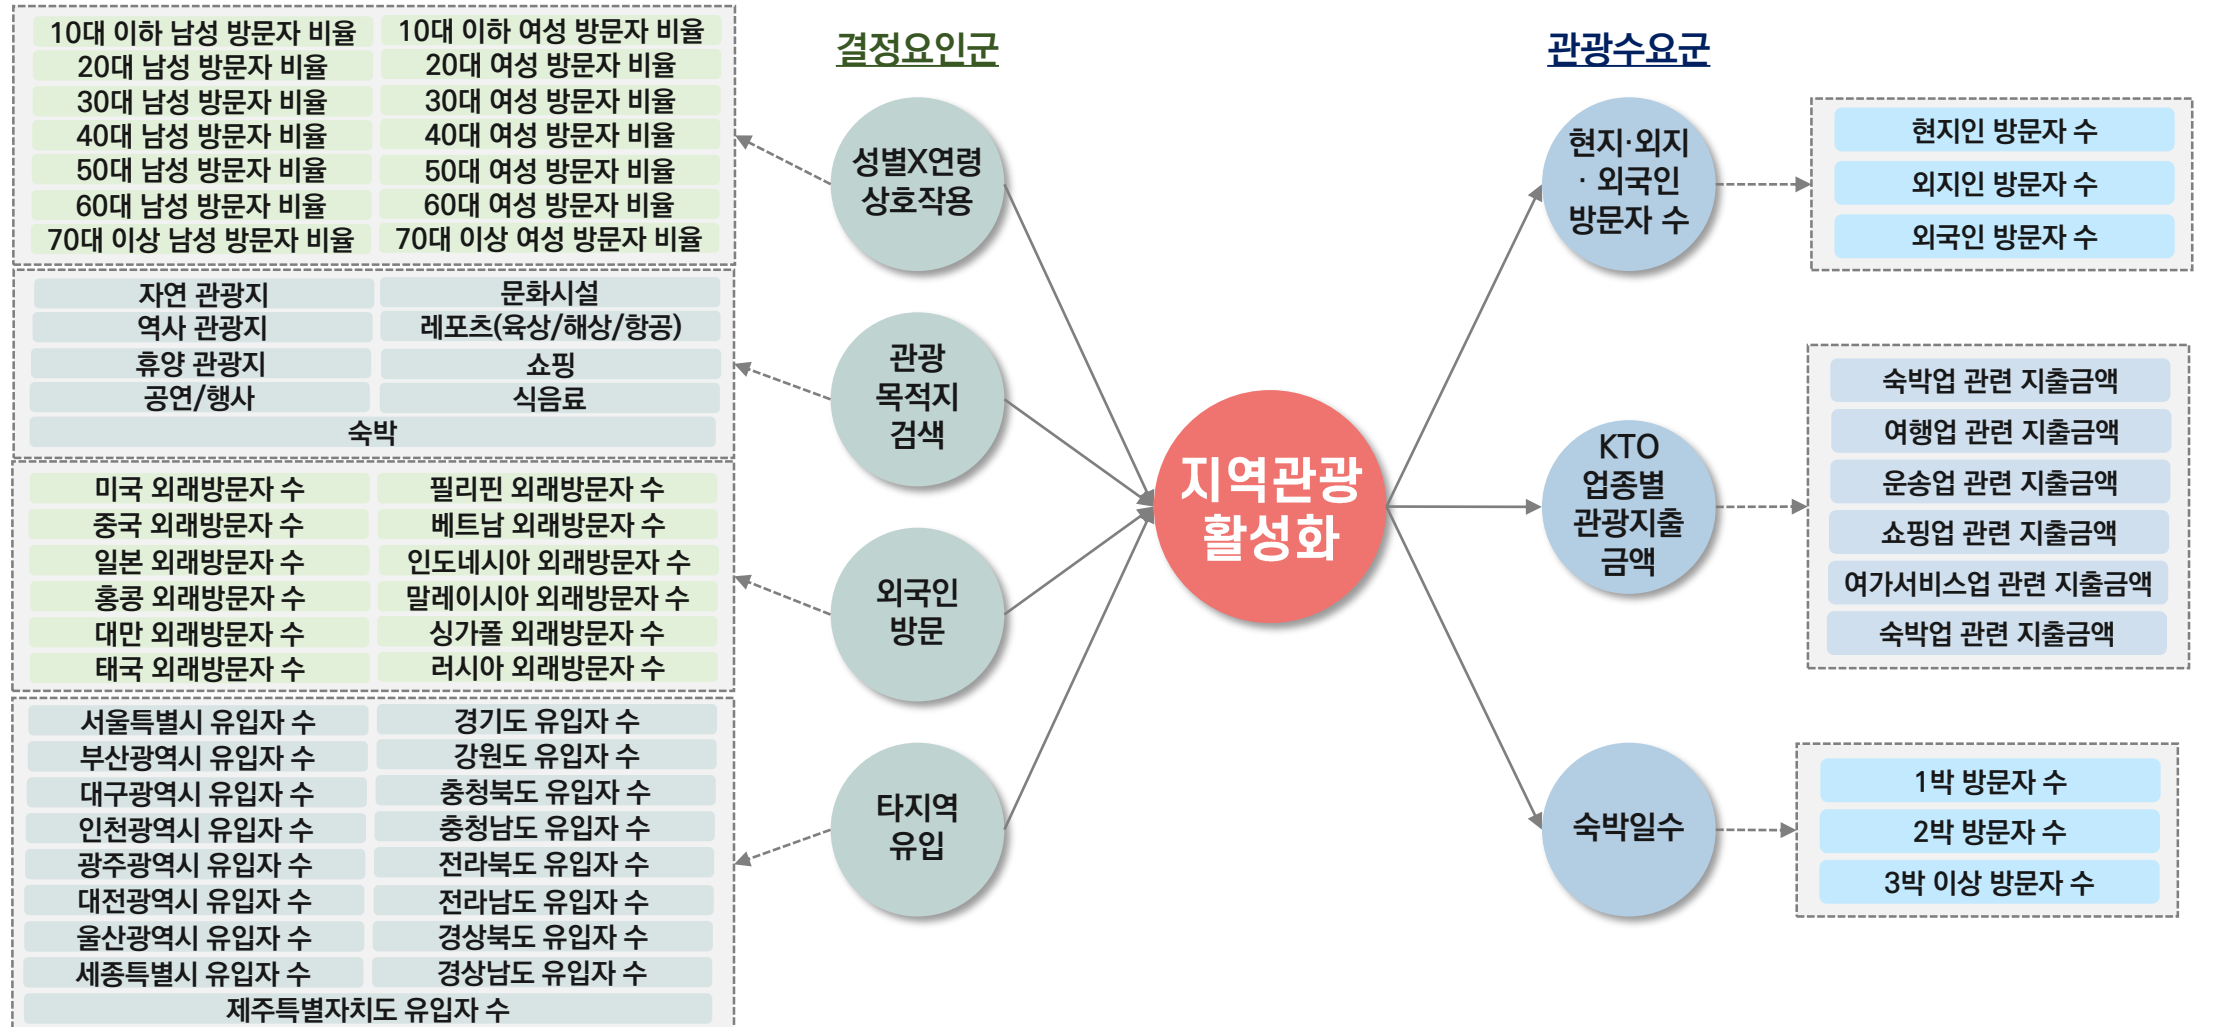 결정요인군
관광수요군
10대 이하 남성 방문자 비율
10대 이하 여성 방문자 비율
20대 남성 방문자 비율
20대 여성 방문자 비율
30대 남성 방문자 비율
30대 여성 방문자 비율
40대 남성 방문자 비율
40대 여성 방문자 비율
50대 남성 방문자 비율
50대 여성 방문자 비율
60대 남성 방문자 비율
60대 여성 방문자 비율
70대 이상 남성 방문자 비율
70대 이상 여성 방문자 비율
자연 관광지
문화시설
역사 관광지
레포츠(육상/해상/항공)
휴양 관광지
쇼핑
공연/행사
식음료
숙박
미국 외래방문자 수
필리핀 외래방문자 수
중국 외래방문자 수
베트남 외래방문자 수
일본 외래방문자 수
인도네시아 외래방문자 수
홍콩 외래방문자 수
말레이시아 외래방문자 수
대만 외래방문자 수
싱가폴 외래방문자 수
태국 외래방문자 수
러시아 외래방문자 수
서울특별시 유입자 수
경기도 유입자 수
부산광역시 유입자 수
강원도 유입자 수
대구광역시 유입자 수
충청북도 유입자 수
인천광역시 유입자 수
충청남도 유입자 수
광주광역시 유입자 수
전라북도 유입자 수
대전광역시 유입자 수
전라남도 유입자 수
울산광역시 유입자 수
경상북도 유입자 수
세종특별시 유입자 수
경상남도 유입자 수
제주특별자치도 유입자 수
성별X연령
상호작용
관광
목적지
검색
외국인
방문
타지역
유입
지역관광
활성화
현지·외지
· 외국인
방문자 수
KTO
업종별
관광지출
금액
숙박일수
현지인 방문자 수
외지인 방문자 수
외국인 방문자 수
숙박업 관련 지출금액
여행업 관련 지출금액
운송업 관련 지출금액
쇼핑업 관련 지출금액
여가서비스업 관련 지출금액
숙박업 관련 지출금액
1박 방문자 수
2박 방문자 수
3박 이상 방문자 수